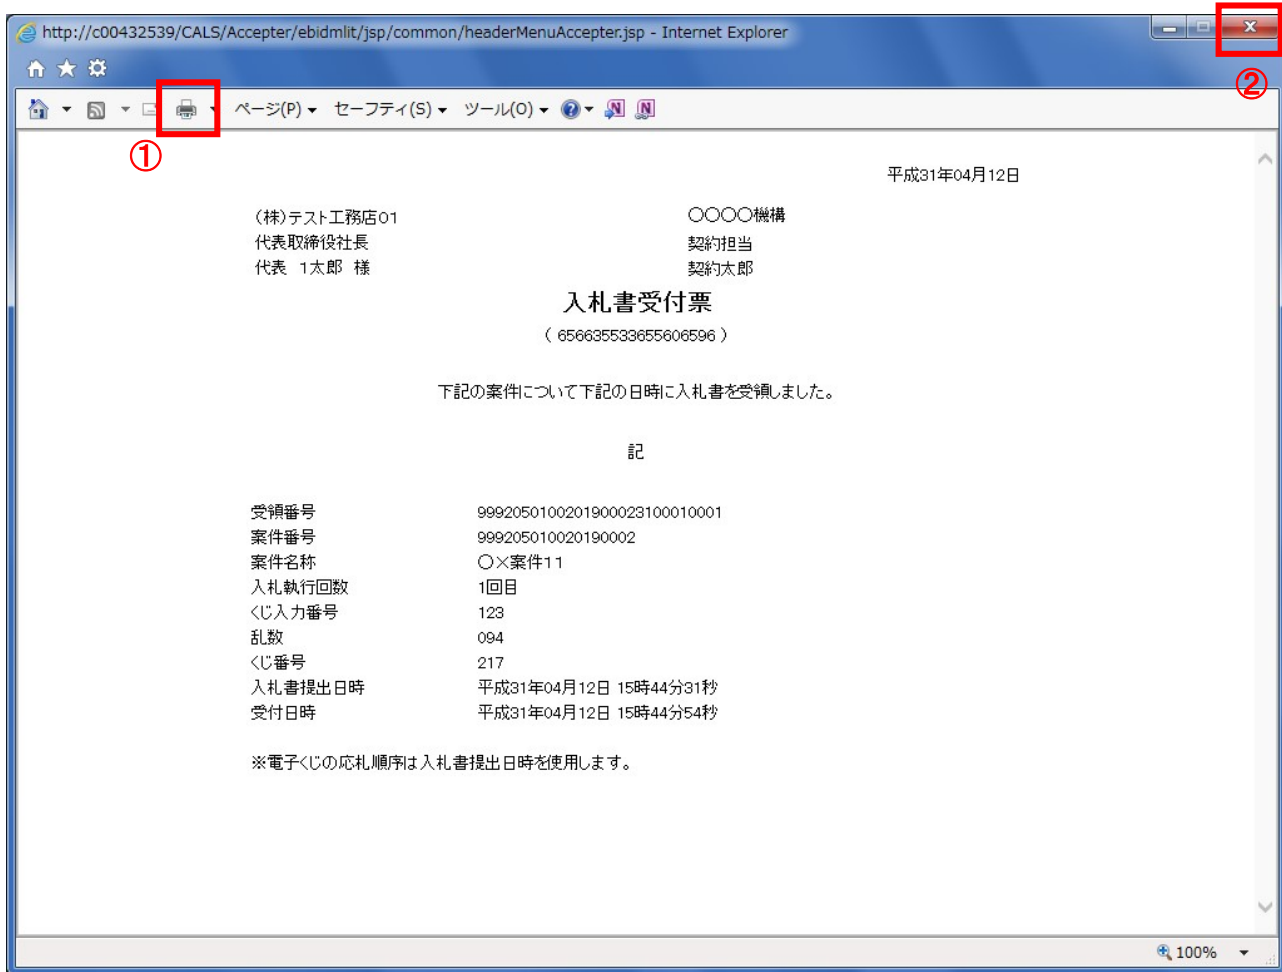 http://c00432539/CALS/Accepter/ebidmlit/jsp/common/headerMenuAccepter.jsp - Internet Explorer
②
ページ(P) セーフティ(S) ツール(O)
①
平成31年04月12日
(株)テスト工務店01 〇〇〇〇機構
代表取締役社長 契約担当
代表 1太郎 様 契約太郎
入札書受付票
( 656635533655606596 )
下記の案件について下記の日時に入札書を受領しました。
記
受領番号 99920501002019000231000100​01
案件番号 999205010020190002
案件名称 〇×案件11
入札執行回数 1回目
くじ入力番号 123
乱数 094
くじ番号 217
入札書提出日時 平成31年04月12日 15時44分31秒
受付日時 平成31年04月12日 15時44分54秒
※電子くじの応札順序は入札書提出日時を使用します。
100%